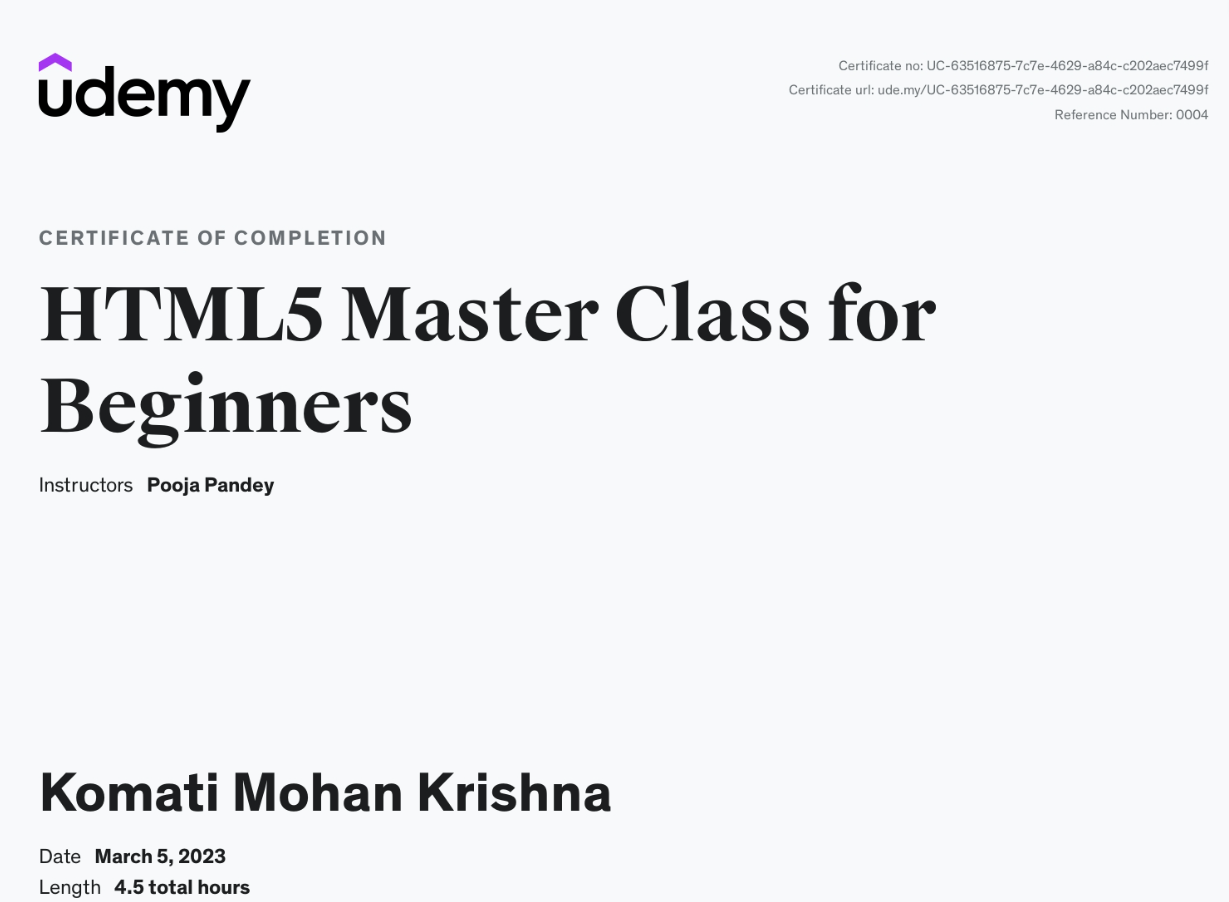 udemy
Certificate no: UC-63516875-7c7e-4629-a84c-c202aec7499f
Certificate url: ude.my/UC-63516875-7c7e-4629-a84c-c202aec7499f
Reference Number: 0004
CERTIFICATE OF COMPLETION
HTML5 Master Class for
Beginners
Instructors Pooja Pandey
Komati Mohan Krishna
Date March 5, 2023
Length 4.5 total hours